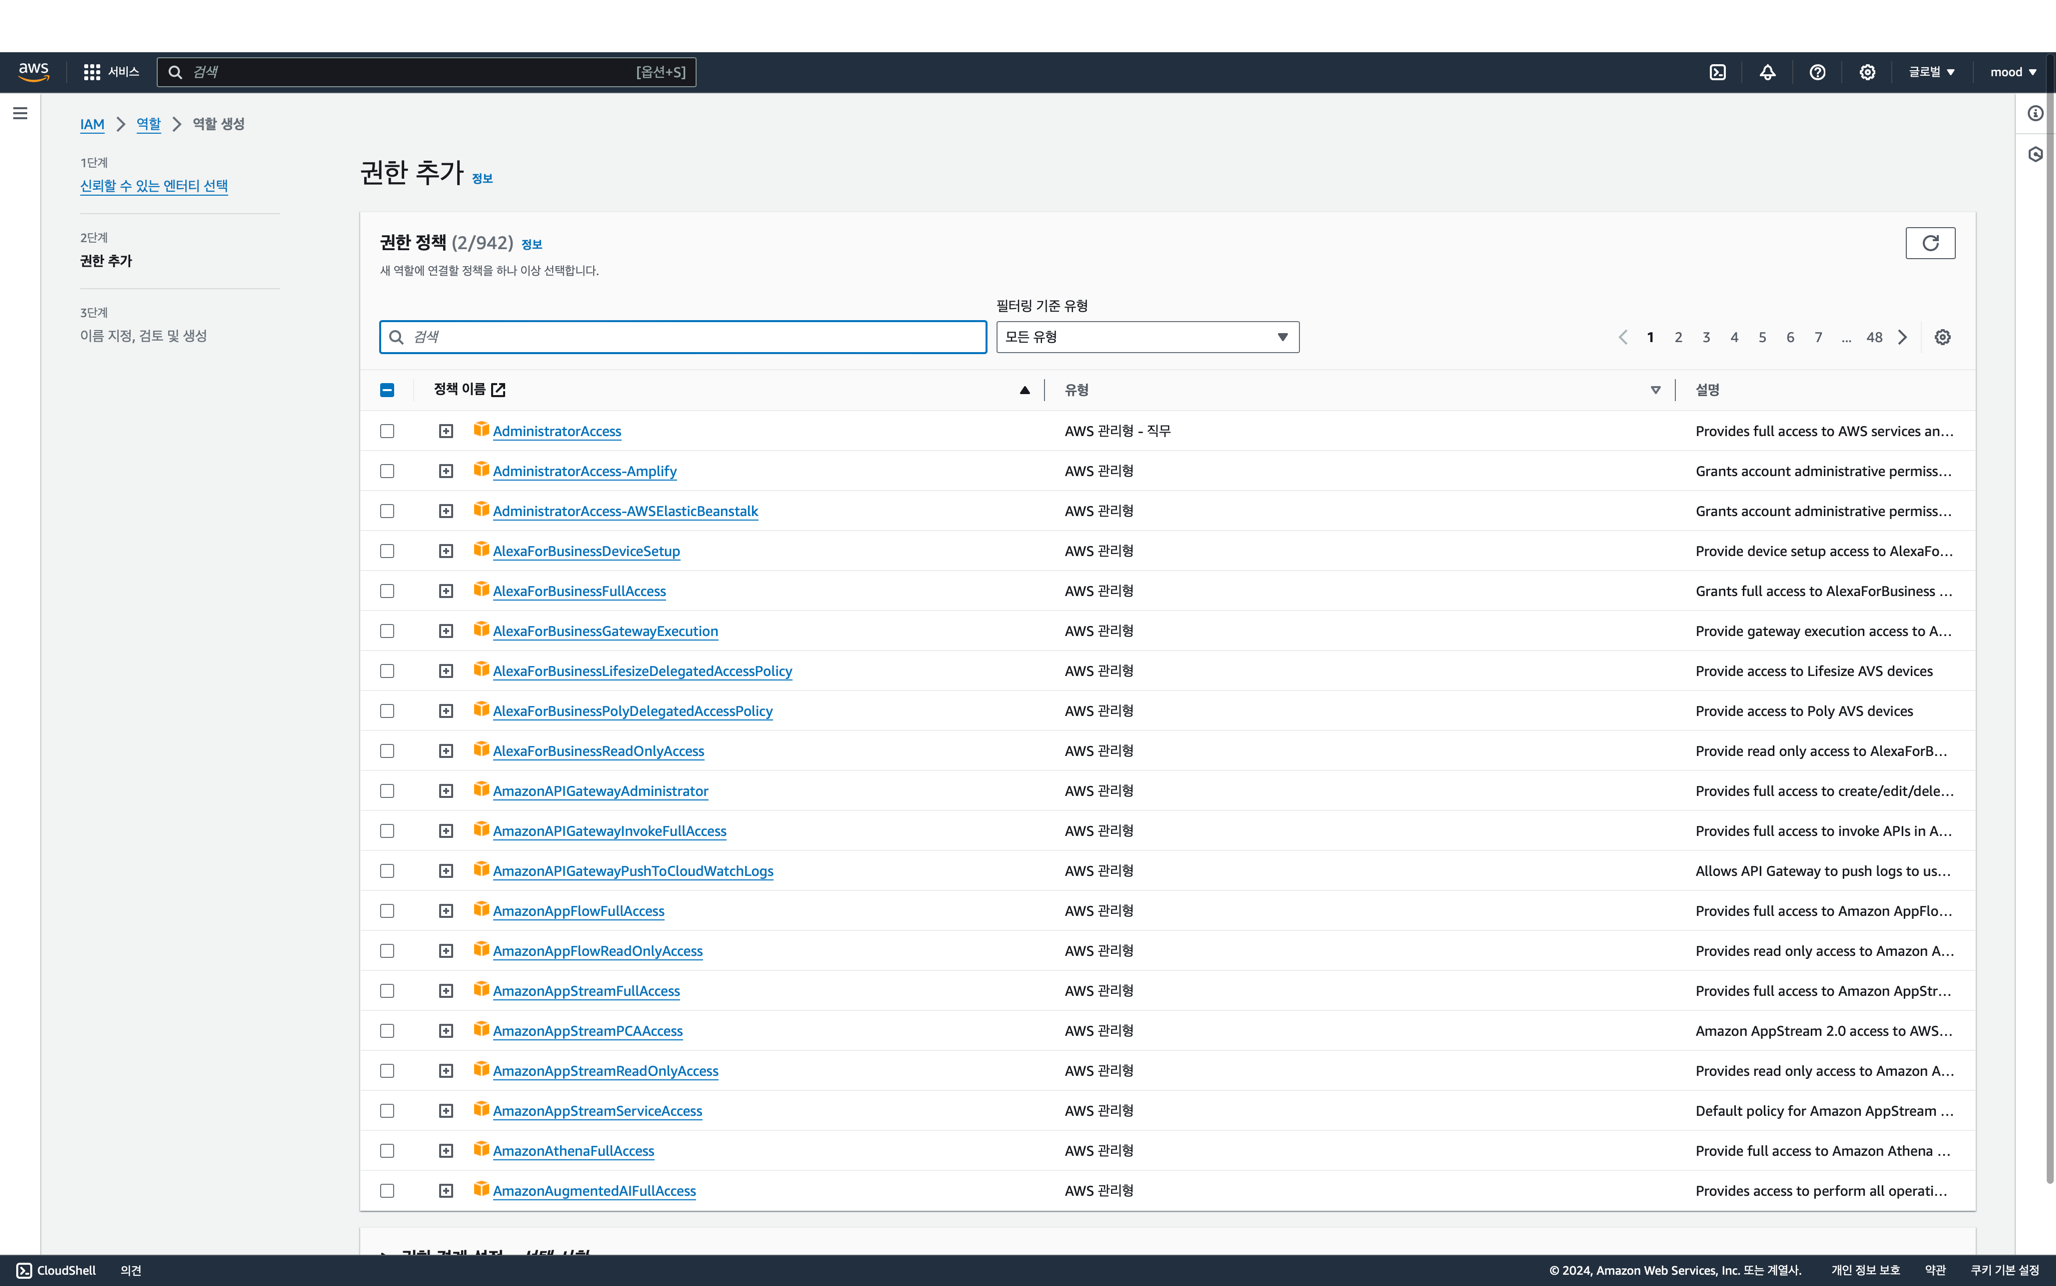 aws 서비스 검색 [옵션+S] 글로벌 mood
IAM 역할 역할 생성
1단계
신뢰할 수 있는 엔터티 선택
2단계
권한 추가
3단계
이름 지정, 검토 및 생성
권한 추가 정보
권한 정책 (2/942) 정보
새 역할에 연결할 정책을 하나 이상 선택합니다.
필터링 기준 유형
검색 모든 유형 1 2 3 4 5 6 7 ... 48
정책 이름 유형 설명
AdministratorAccess AWS 관리형 - 직무 Provides full access to AWS services an...
AdministratorAccess-Amplify AWS 관리형 Grants account administrative permiss...
AdministratorAccess-AWSElasticBeanstalk AWS 관리형 Grants account administrative permiss...
AlexaForBusinessDeviceSetup AWS 관리형 Provide device setup access to AlexaFo...
AlexaForBusinessFullAccess AWS 관리형 Grants full access to AlexaForBusiness ...
AlexaForBusinessGatewayExecution AWS 관리형 Provide gateway execution access to A...
AlexaForBusinessLifesizeDelegatedAccessPolicy AWS 관리형 Provide access to Lifesize AVS devices
AlexaForBusinessPolyDelegatedAccessPolicy AWS 관리형 Provide access to Poly AVS devices
AlexaForBusinessReadOnlyAccess AWS 관리형 Provide read only access to AlexaForB...
AmazonAPIGatewayAdministrator AWS 관리형 Provides full access to create/edit/dele...
AmazonAPIGatewayInvokeFullAccess AWS 관리형 Provides full access to invoke APIs in A...
AmazonAPIGatewayPushToCloudWatchLogs AWS 관리형 Allows API Gateway to push logs to us...
AmazonAppFlowFullAccess AWS 관리형 Provides full access to Amazon AppFlo...
AmazonAppFlowReadOnlyAccess AWS 관리형 Provides read only access to Amazon A...
AmazonAppStreamFullAccess AWS 관리형 Provides full access to Amazon AppStr...
AmazonAppStreamPCAAccess AWS 관리형 Amazon AppStream 2.0 access to AWS...
AmazonAppStreamReadOnlyAccess AWS 관리형 Provides read only access to Amazon A...
AmazonAppStreamServiceAccess AWS 관리형 Default policy for Amazon AppStream ...
AmazonAthenaFullAccess AWS 관리형 Provide full access to Amazon Athena ...
AmazonAugmentedAIFullAccess AWS 관리형 Provides access to perform all operati...
CloudShell 의견 © 2024, Amazon Web Services, Inc. 또는 계열사. 개인 정보 보호 약관 쿠키 기본 설정